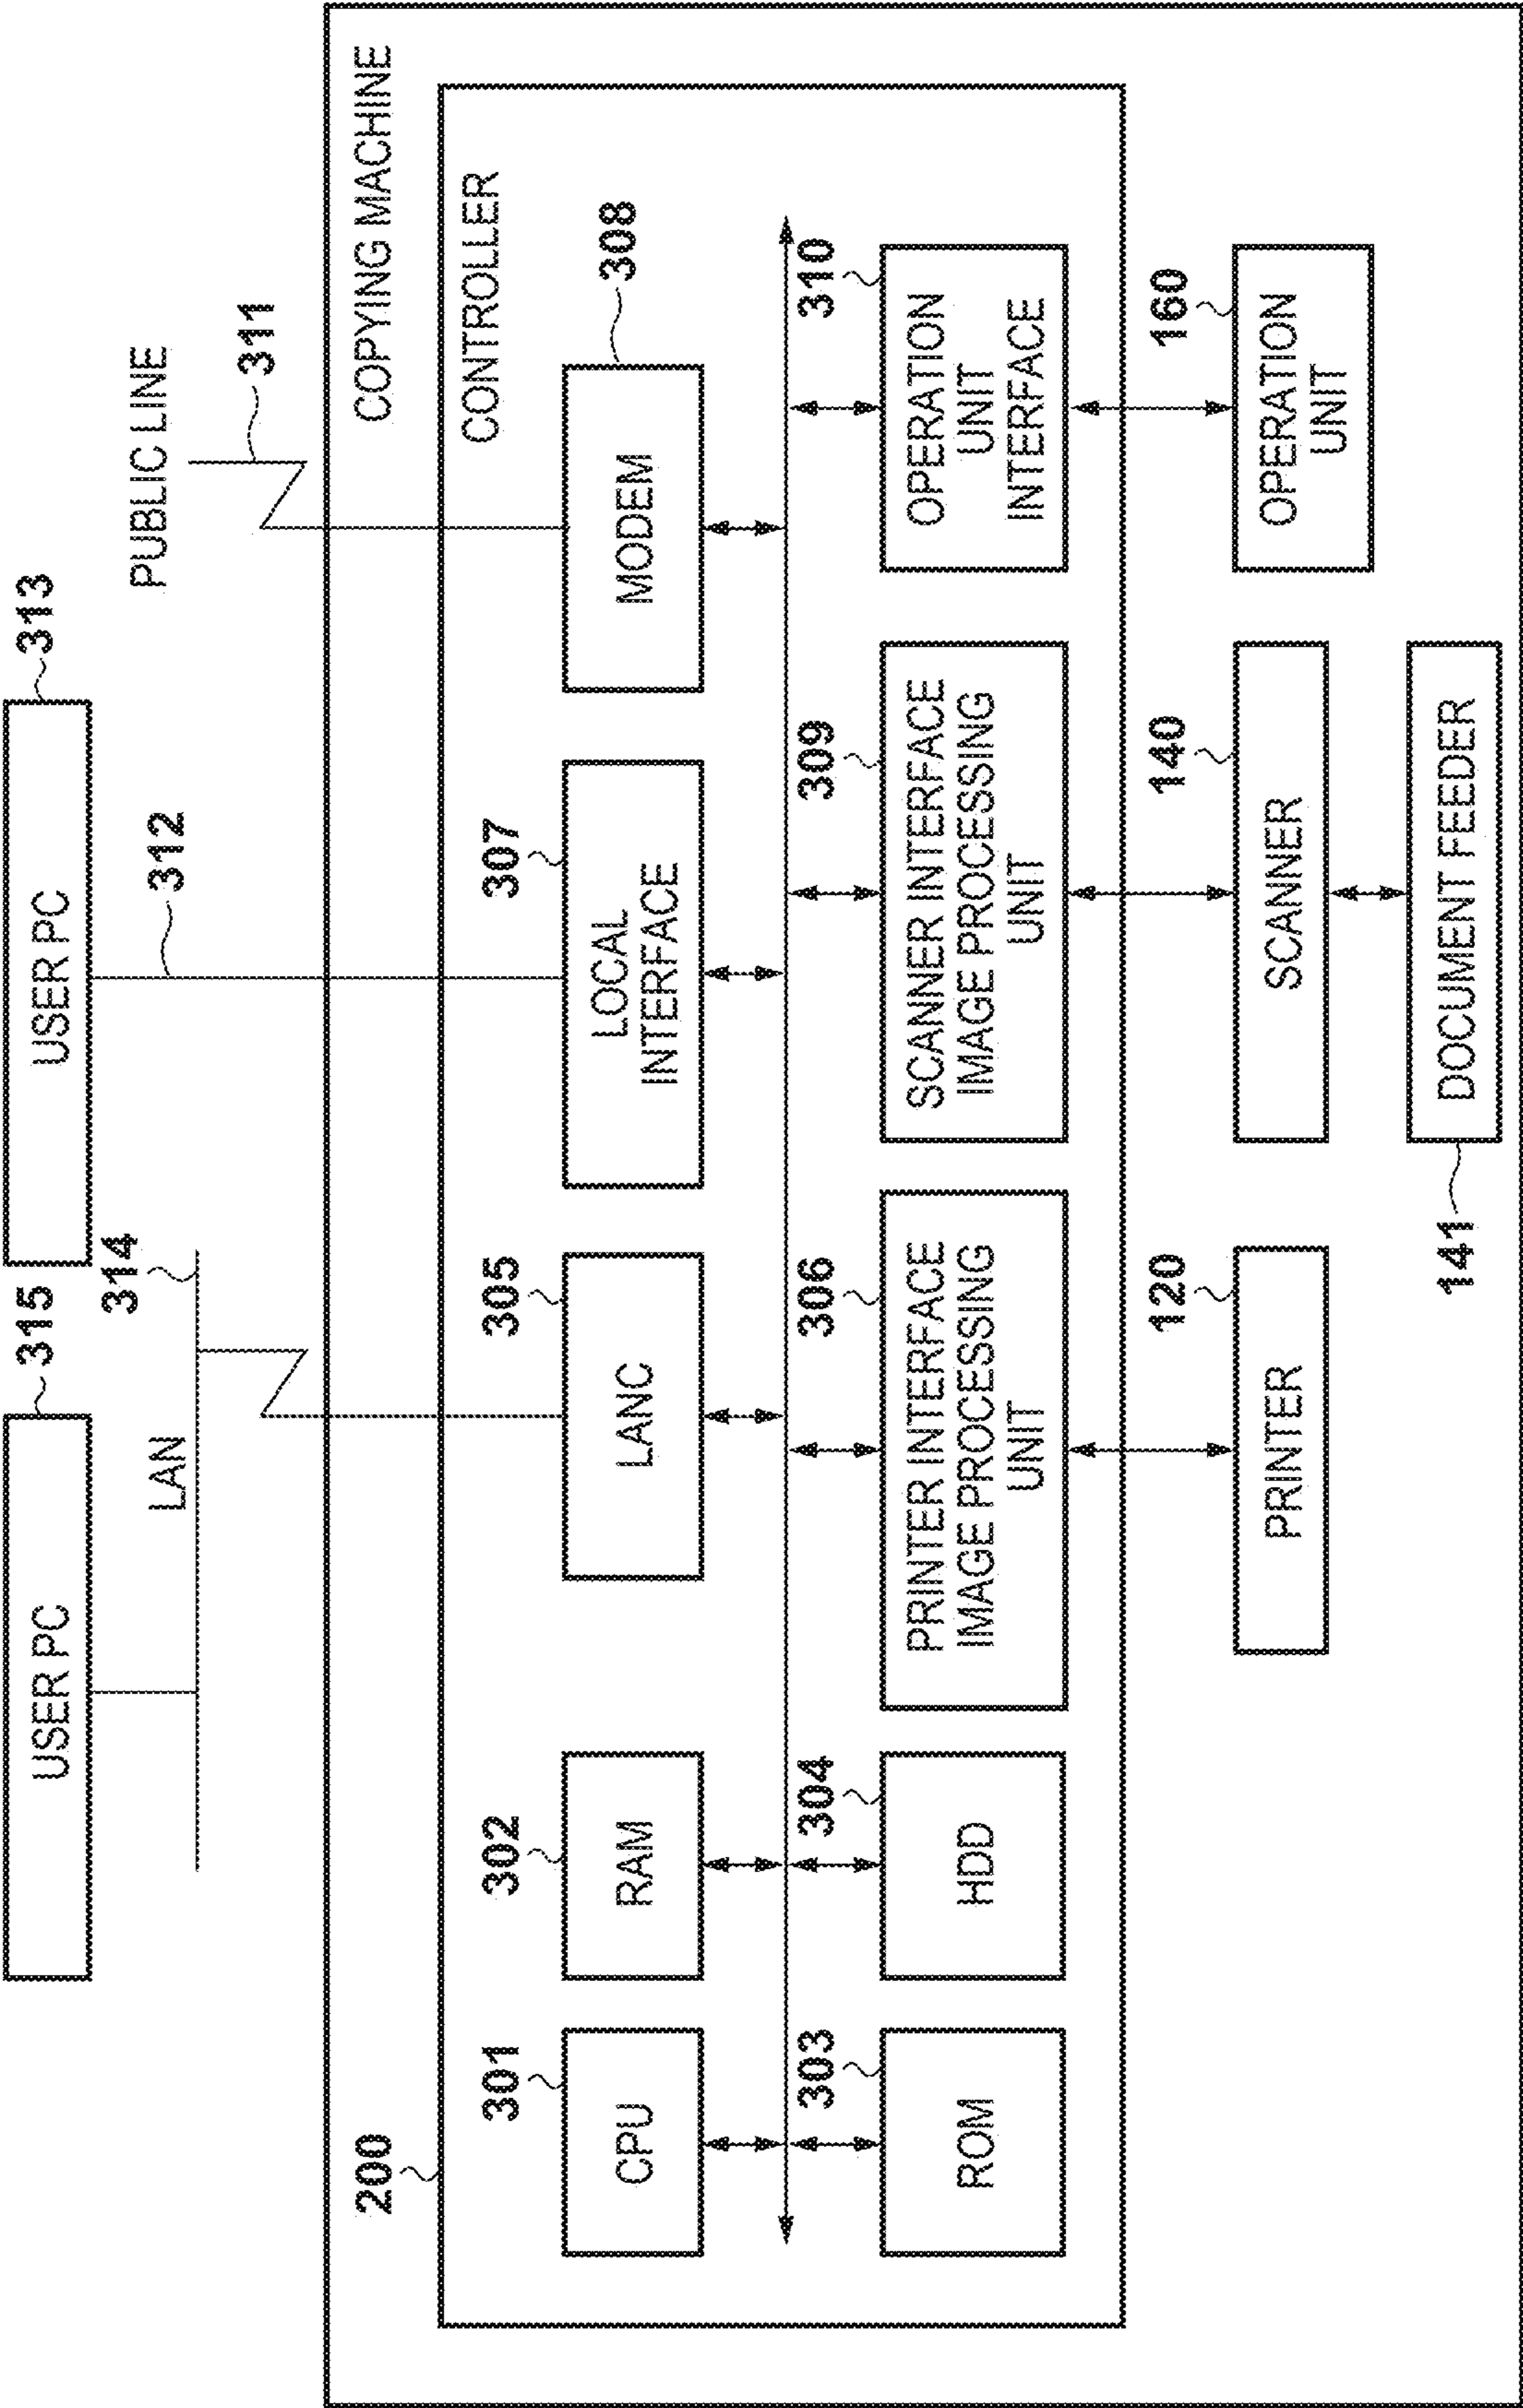 315
313
USER PC
USER PC
314
LAN
312
PUBLIC LINE
311
COPYING MACHINE
200
CONTROLLER
301
302
305
307
308
CPU
RAM
LANC
LOCAL
INTERFACE
MODEM
303
304
306
309
310
ROM
HDD
PRINTER INTERFACE
IMAGE PROCESSING
UNIT
SCANNER INTERFACE
IMAGE PROCESSING
UNIT
OPERATION
UNIT
INTERFACE
120
140
160
PRINTER
SCANNER
OPERATION
UNIT
141
DOCUMENT FEEDER